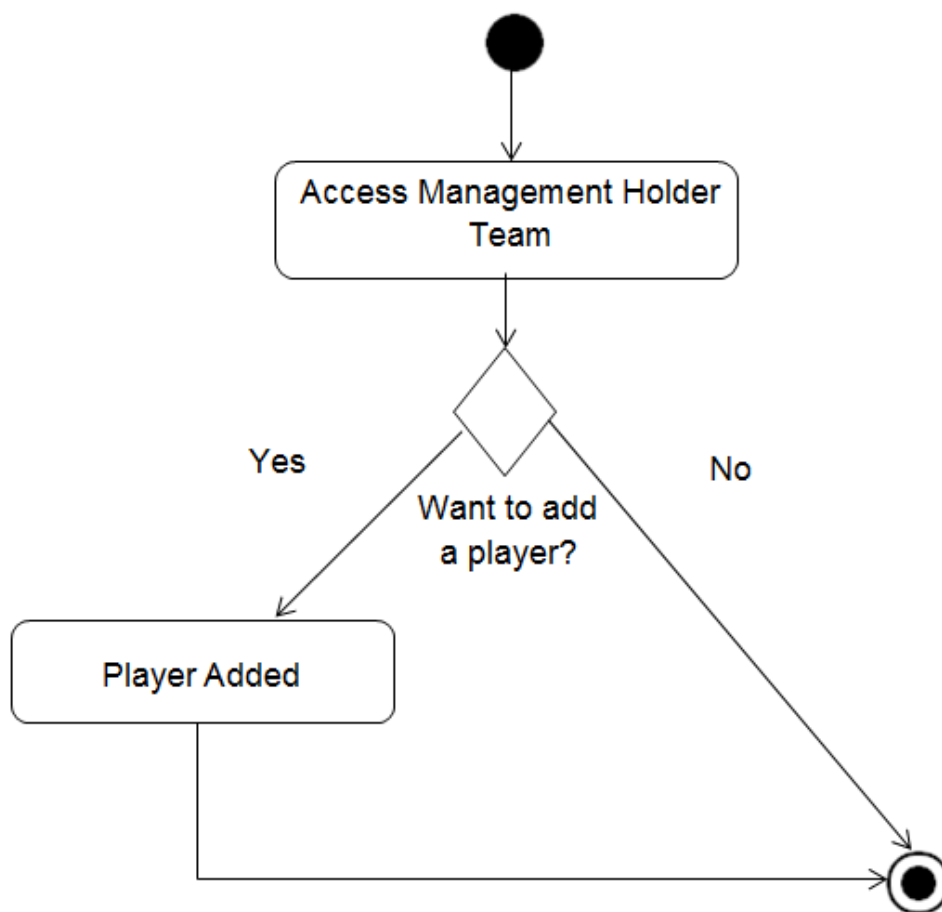 Access Management Holder
Team
Yes
No
Want to add
a player?
Player Added